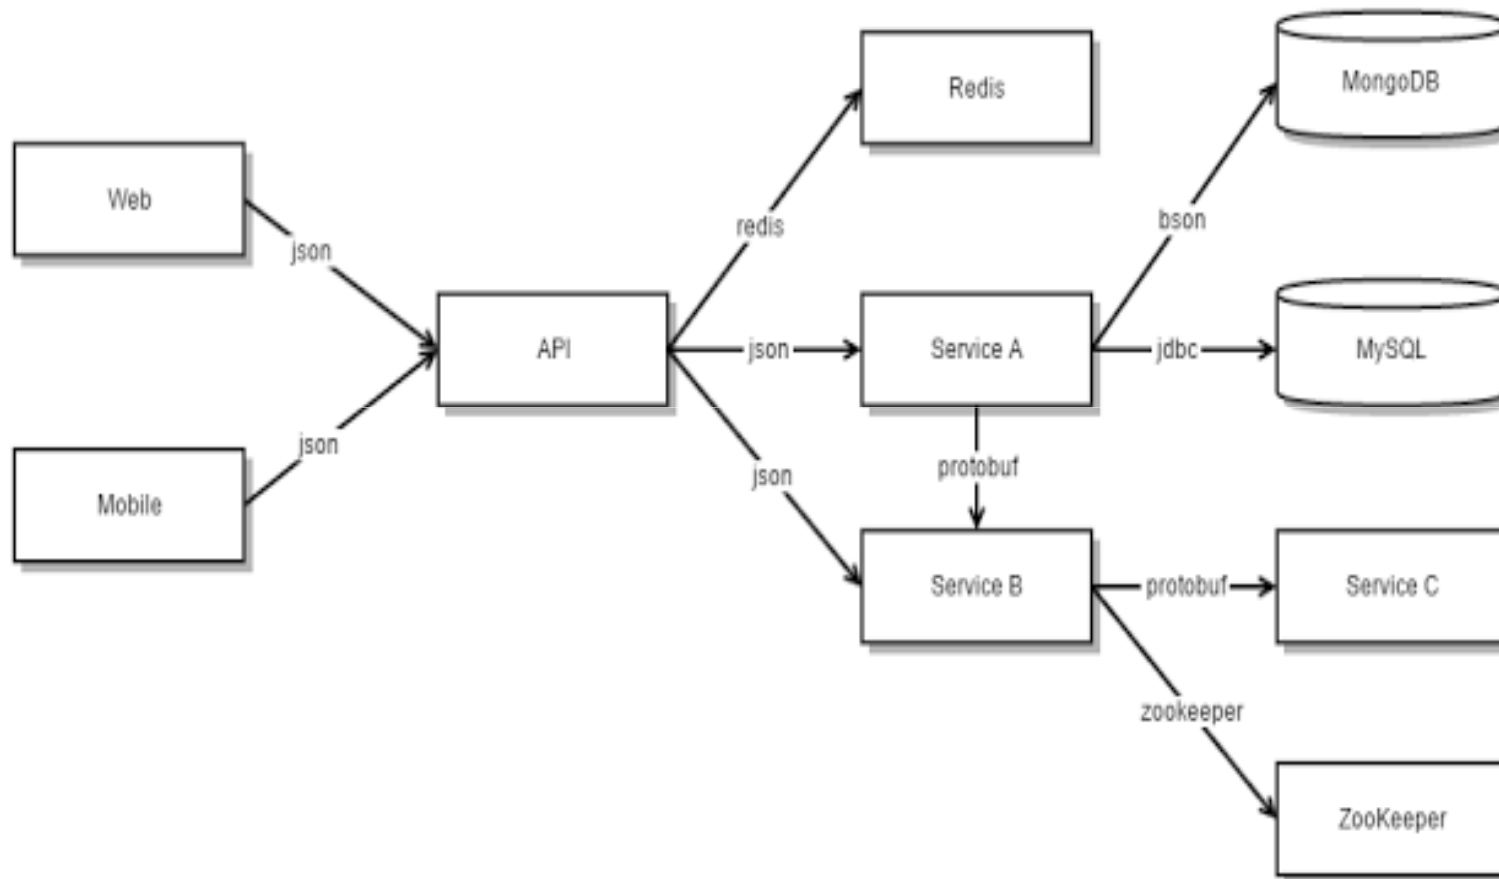 Redis
MongoDB
Web
redis
bson
json
API
json
Service A
jdbc
MySQL
json
protobuf
json
Mobile
Service B
protobuf
Service C
zookeeper
ZooKeeper